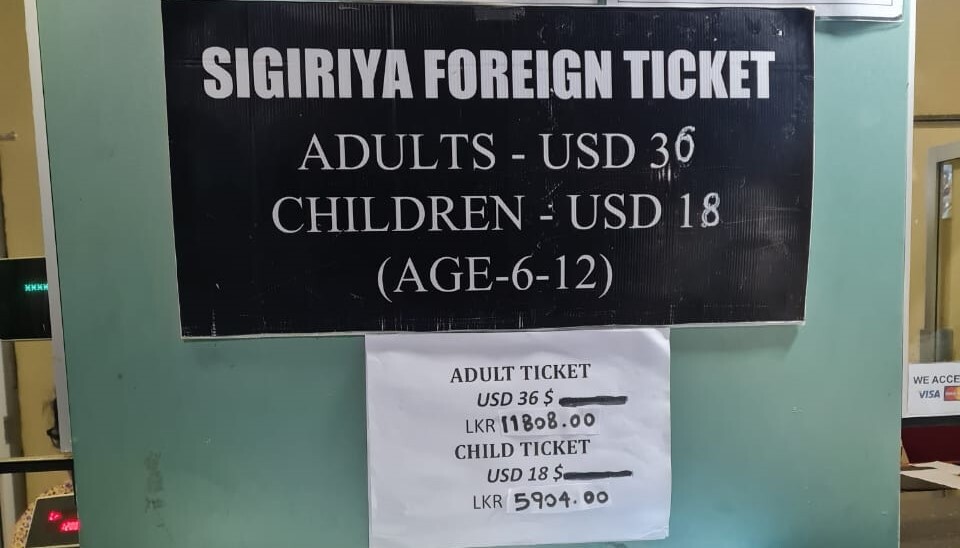 SIGIRIYA FOREIGN TICKET
ADULTS - USD 36
CHILDREN - USD 18
(AGE-6-12)
ADULT TICKET
USD 36 $
LKR 11808.00
CHILD TICKET
USD 18 $
LKR 5904.00
WE ACCE
VISA